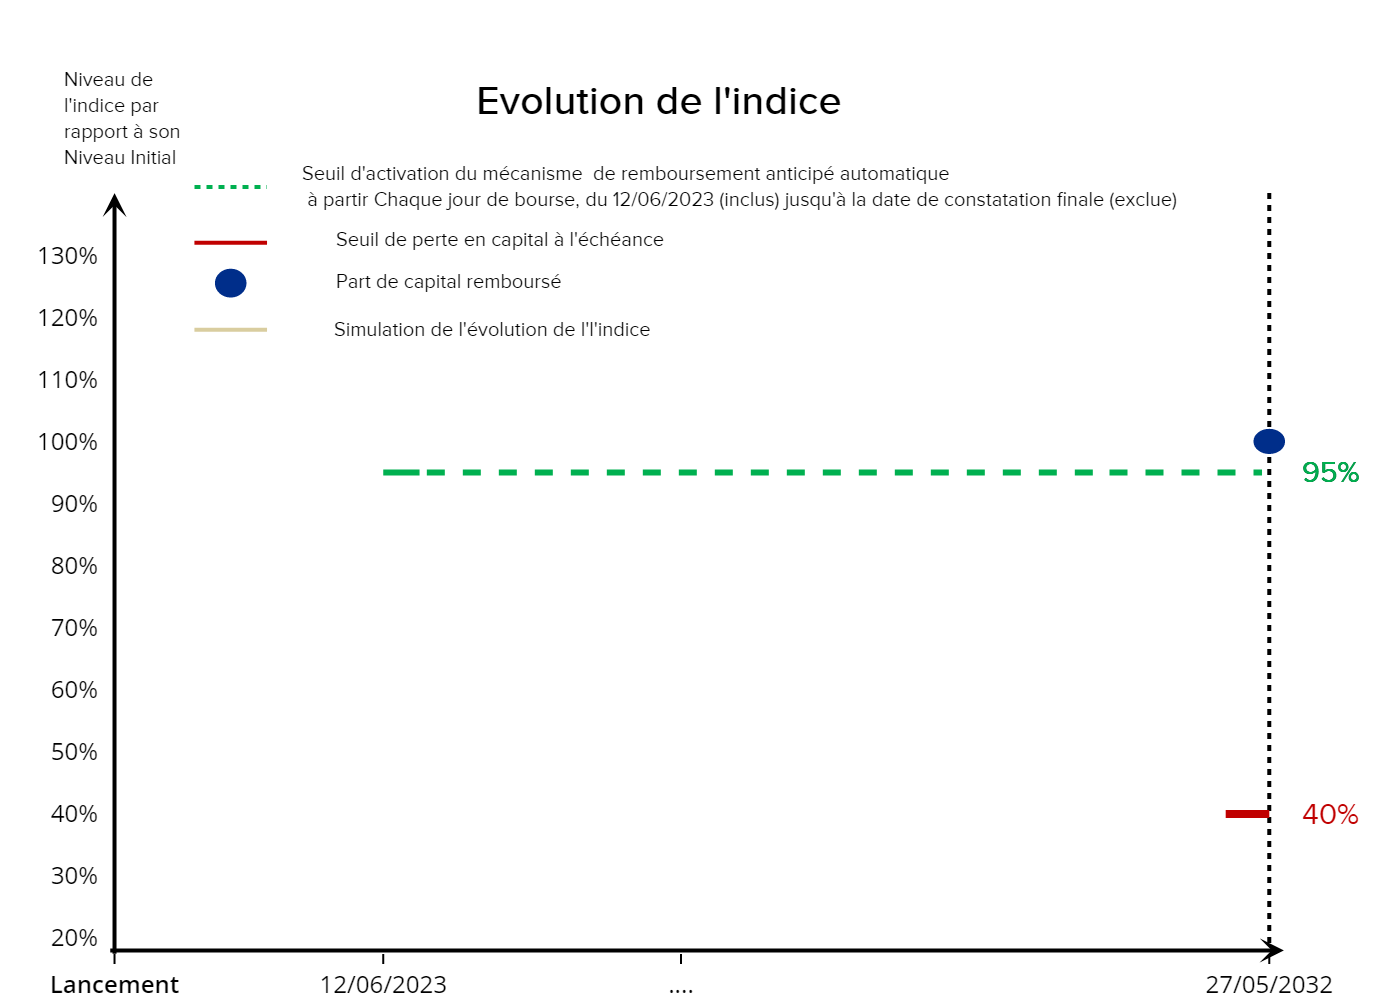 Niveau de
l'indice par
rapport à son
Niveau Initial
Evolution de l'indice
Seuil d'activation du mécanisme  de remboursement anticipé automatique
à partir Chaque jour de bourse, du 12/06/2023 (inclus) jusqu'à la date de constatation finale (exclue)
Seuil de perte en capital à l'échéance
Part de capital remboursé
Simulation de l'évolution de l'l'indice
130%
120%
110%
100%
90%
80%
70%
60%
50%
40%
30%
20%
95%
40%
Lancement
12/06/2023
....
27/05/2032